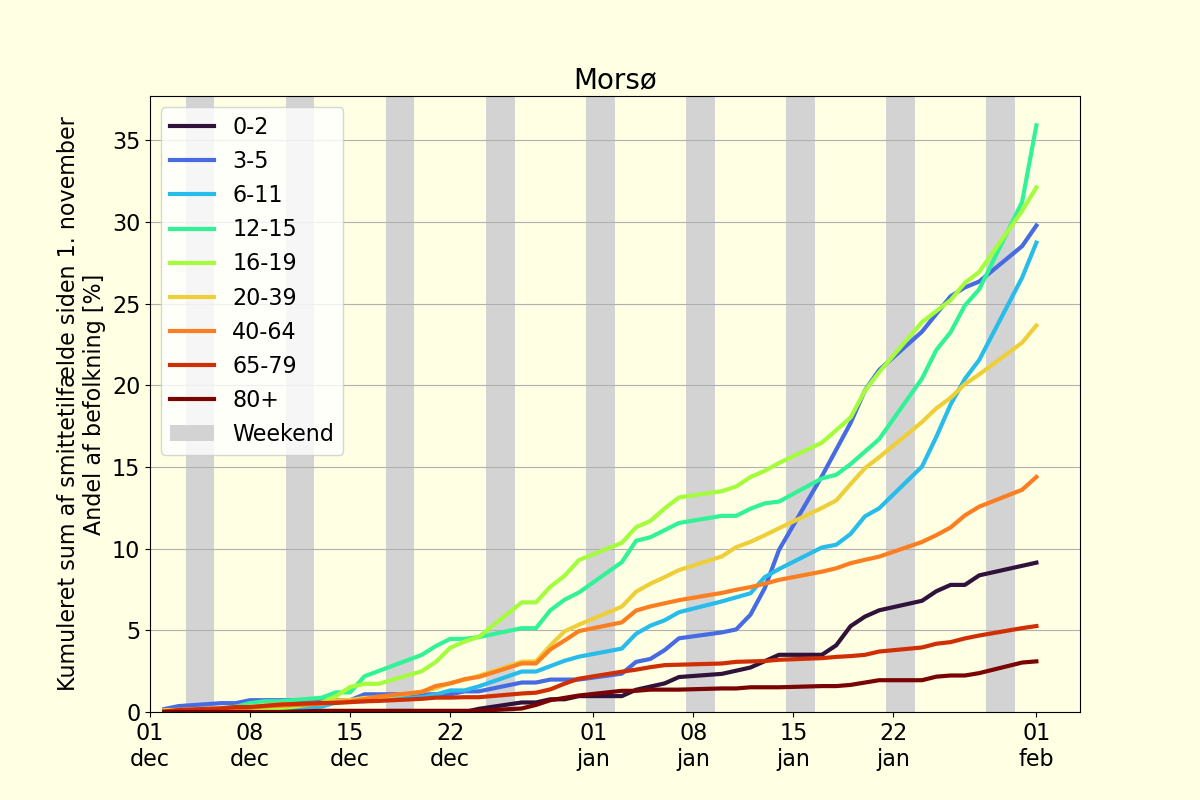 Morsø
Kumuleret sum af smittetilfælde siden 1. november
Andel af befolkning [%]
35
30
25
20
15
10
5
0
0-2
3-5
6-11
12-15
16-19
20-39
40-64
65-79
80+
Weekend
01 08 15 22 01 08 15 22 01
dec dec dec dec jan jan jan jan feb